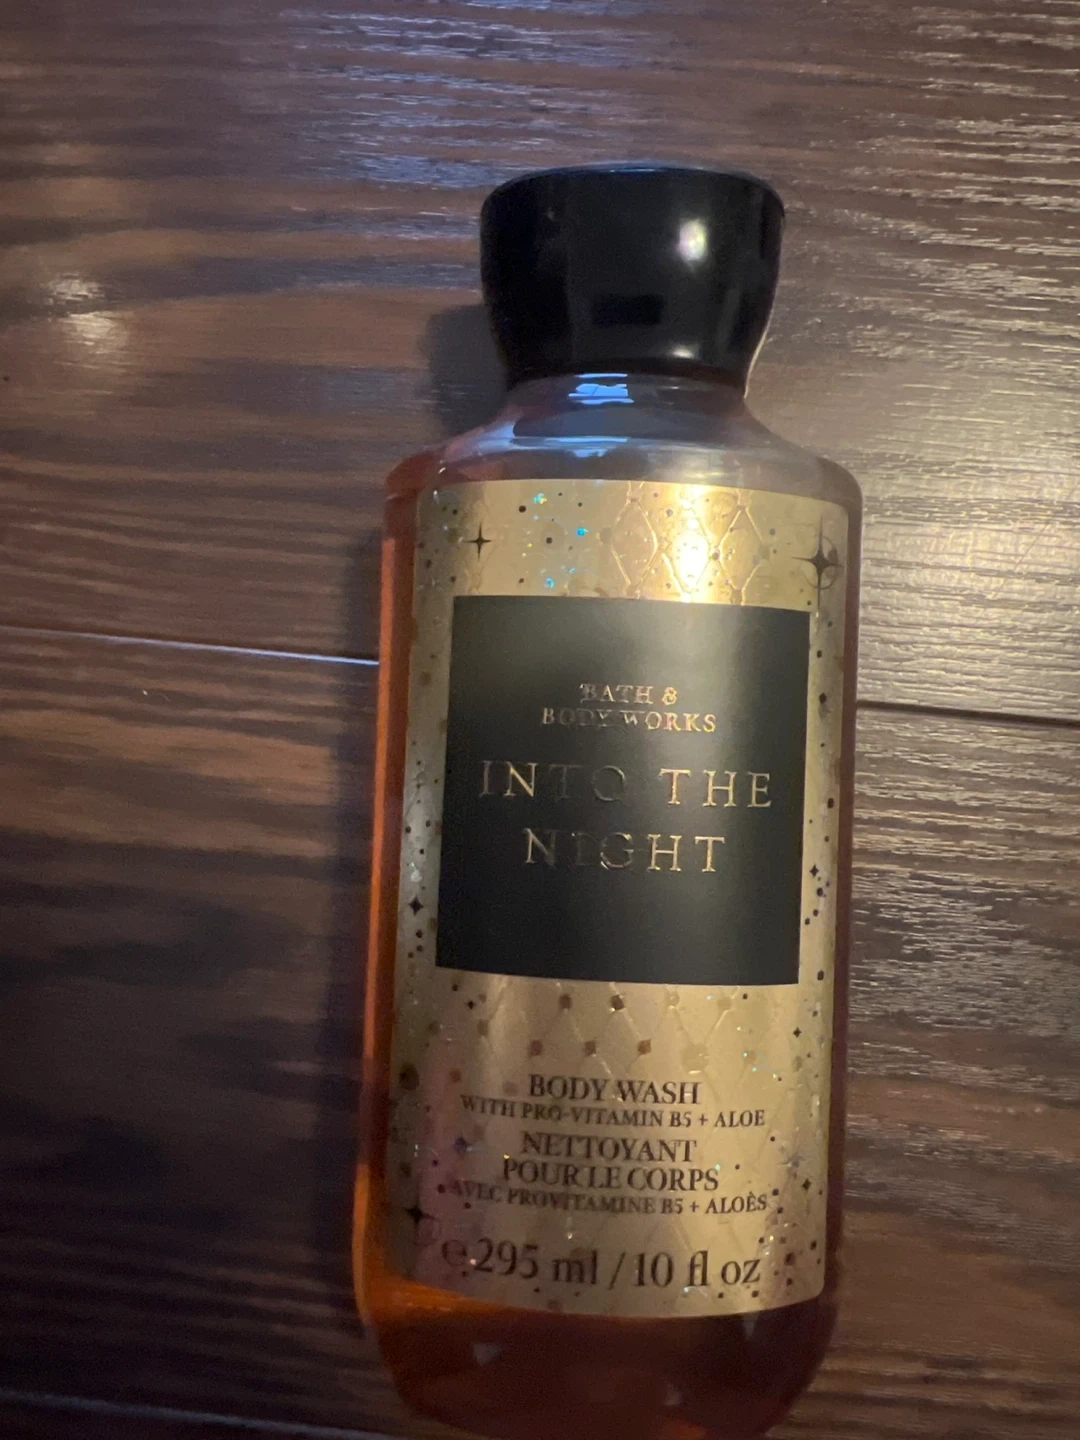 BATH &
BODY WORKS
INTO THE
NIGHT
BODY WASH
WITH PRO-VITAMIN B5 + ALOE
NETTOYANT
POUR LE CORPS
AVEC PROVITAMINE B5 + ALOÈS
℮ 295 ml / 10 fl oz